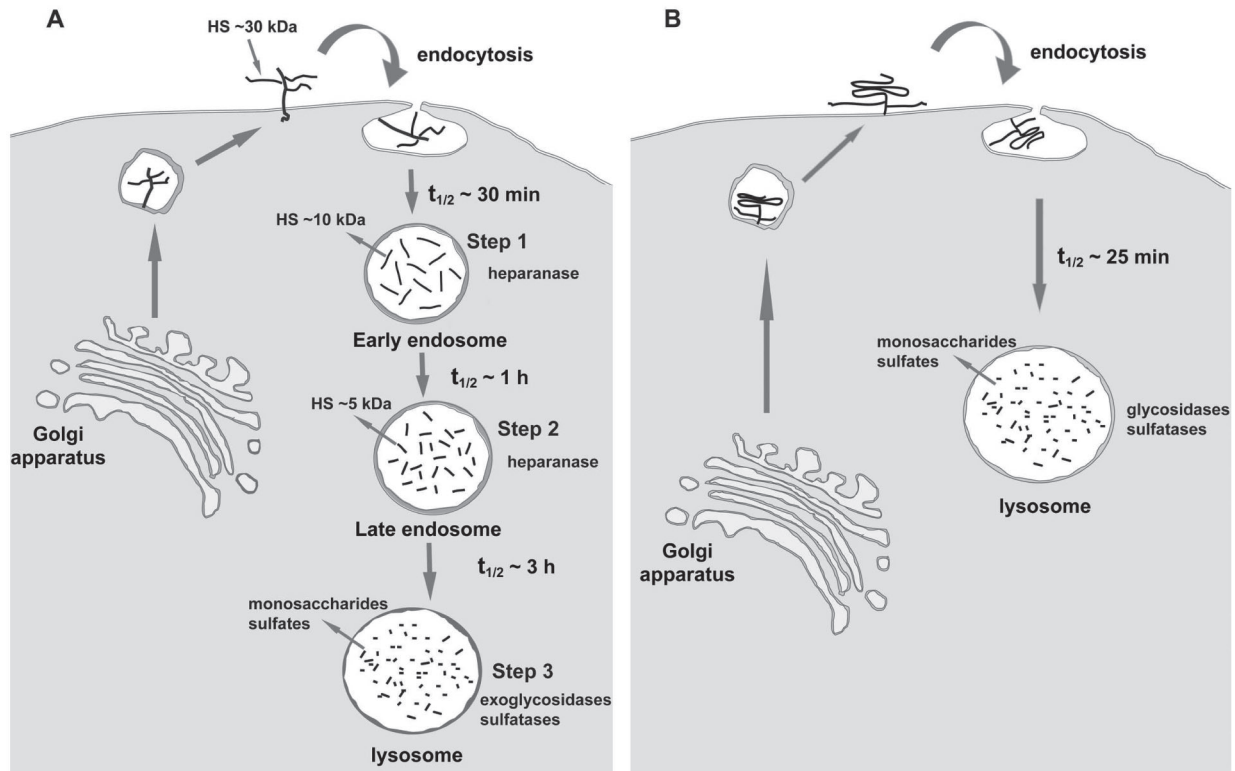 A
HS ~30 kDa
endocytosis
t1/2 ~ 30 min
HS ~10 kDa
Step 1
heparanase
Early endosome
t1/2 ~ 1 h
HS ~5 kDa
Step 2
heparanase
Golgi
apparatus
Late endosome
t1/2 ~ 3 h
monosaccharides
sulfates
Step 3
exoglycosidases
sulfatases
lysosome
B
endocytosis
t1/2 ~ 25 min
monosaccharides
sulfates
glycosidases
sulfatases
lysosome
Golgi
apparatus